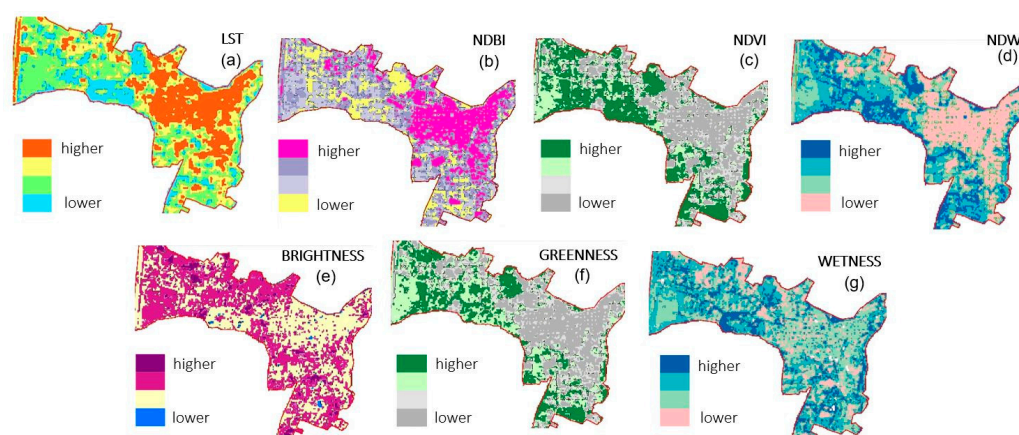 LST
(a)
higher
lower
NDBI
(b)
higher
lower
NDVI
(c)
higher
lower
NDW
(d)
higher
lower
BRIGHTNESS
(e)
higher
lower
GREENNESS
(f)
higher
lower
WETNESS
(g)
higher
lower